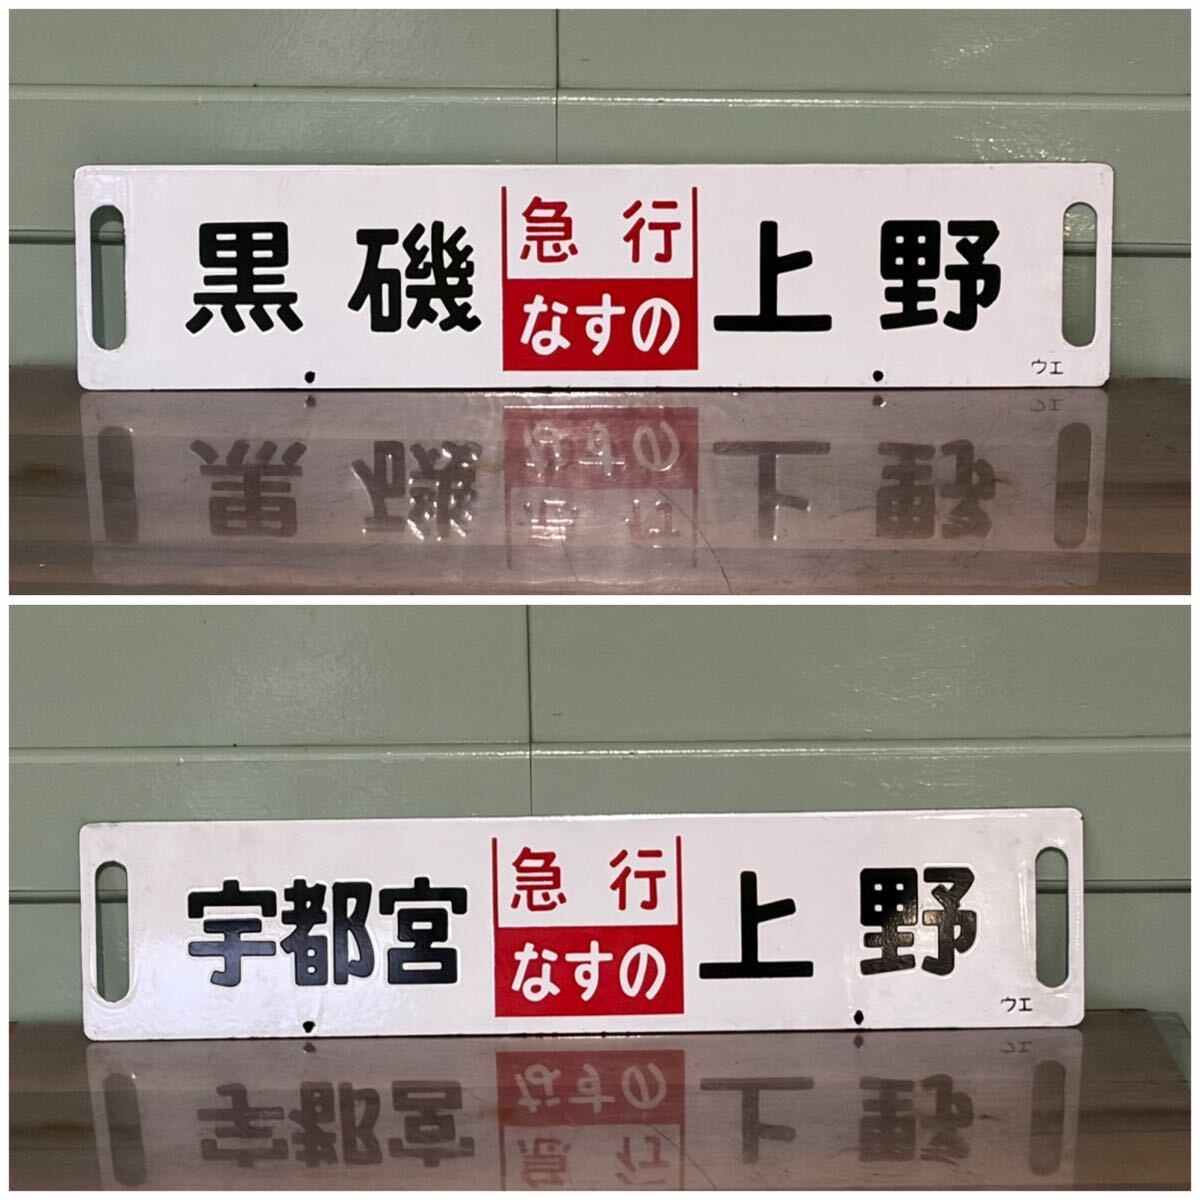 黒磯 急行 上野
なすの
ウエ
宇都宮 急行 上野
なすの
ウエ